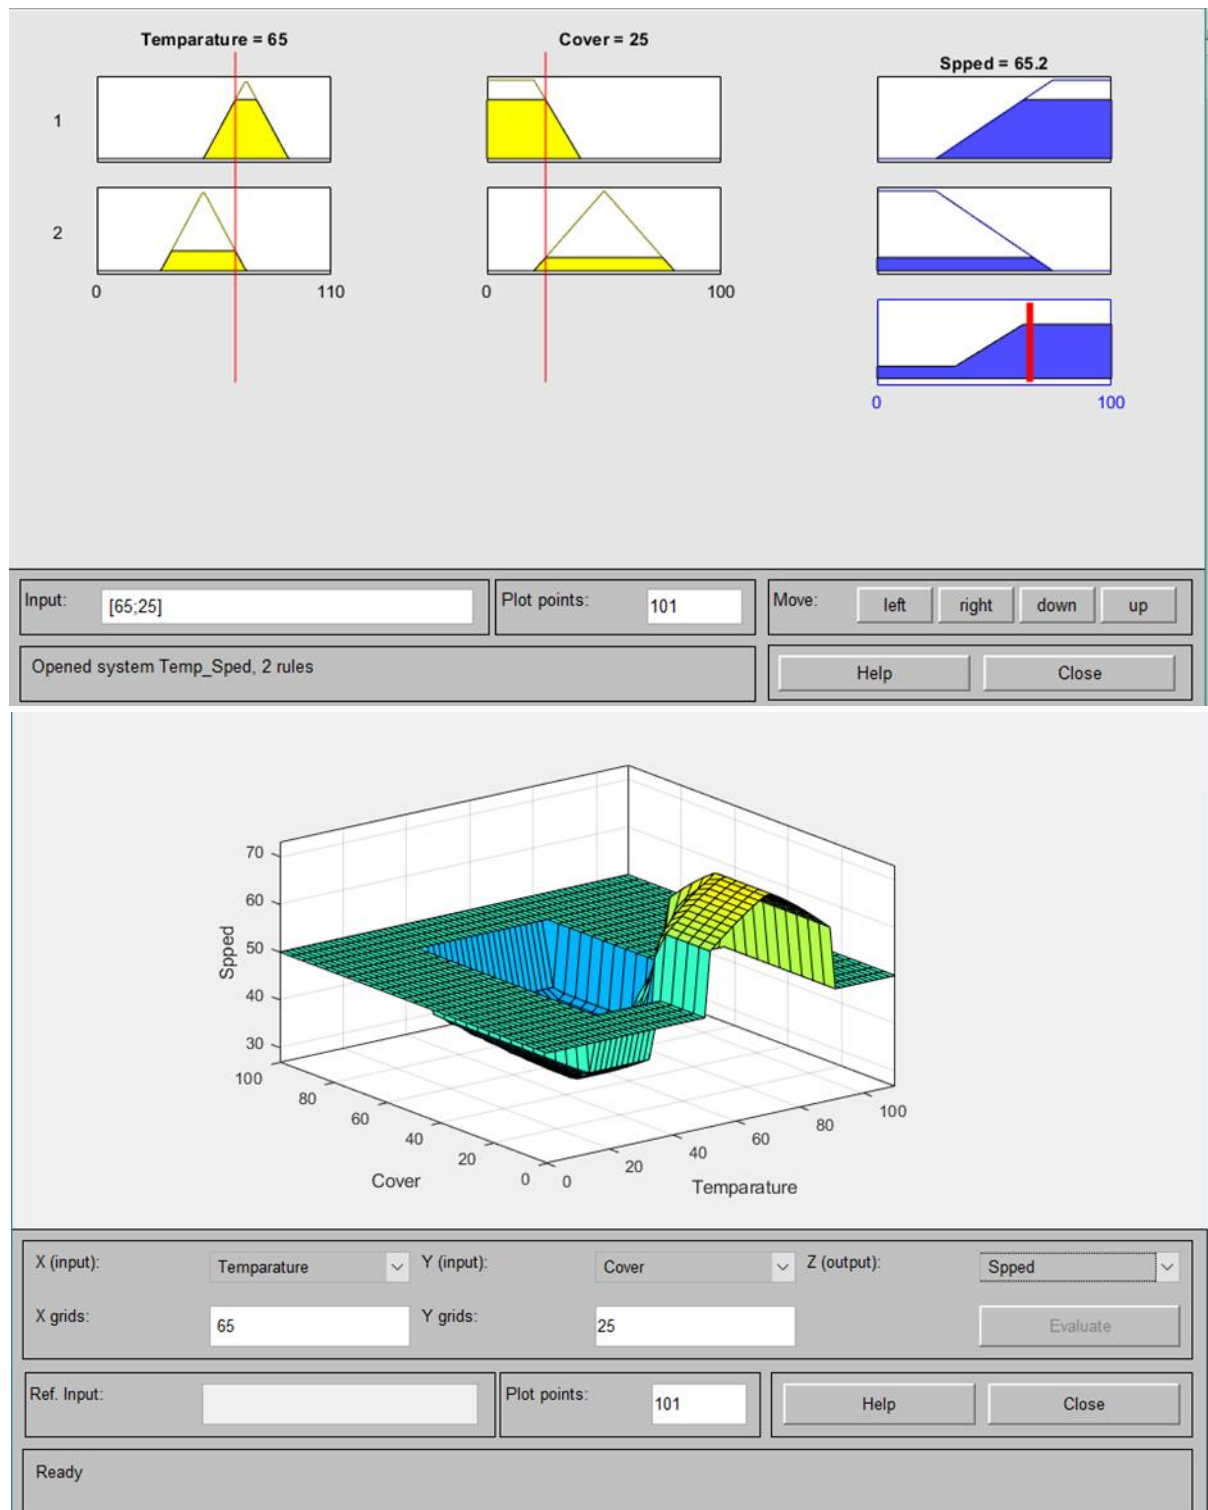 Temparature = 65
Cover = 25
Spped = 65.2
1
2
0
110
0
100
0
100
Input:
[65;25]
Plot points:
101
Move:
left
right
down
up
Opened system Temp_Sped, 2 rules
Help
Close
70
60
50
40
30
Spped
100
80
60
40
20
0
Cover
0
20
40
60
80
100
Temparature
X (input):
Temparature
Y (input):
Cover
Z (output):
Spped
X grids:
65
Y grids:
25
Evaluate
Ref. Input:
Plot points:
101
Help
Close
Ready